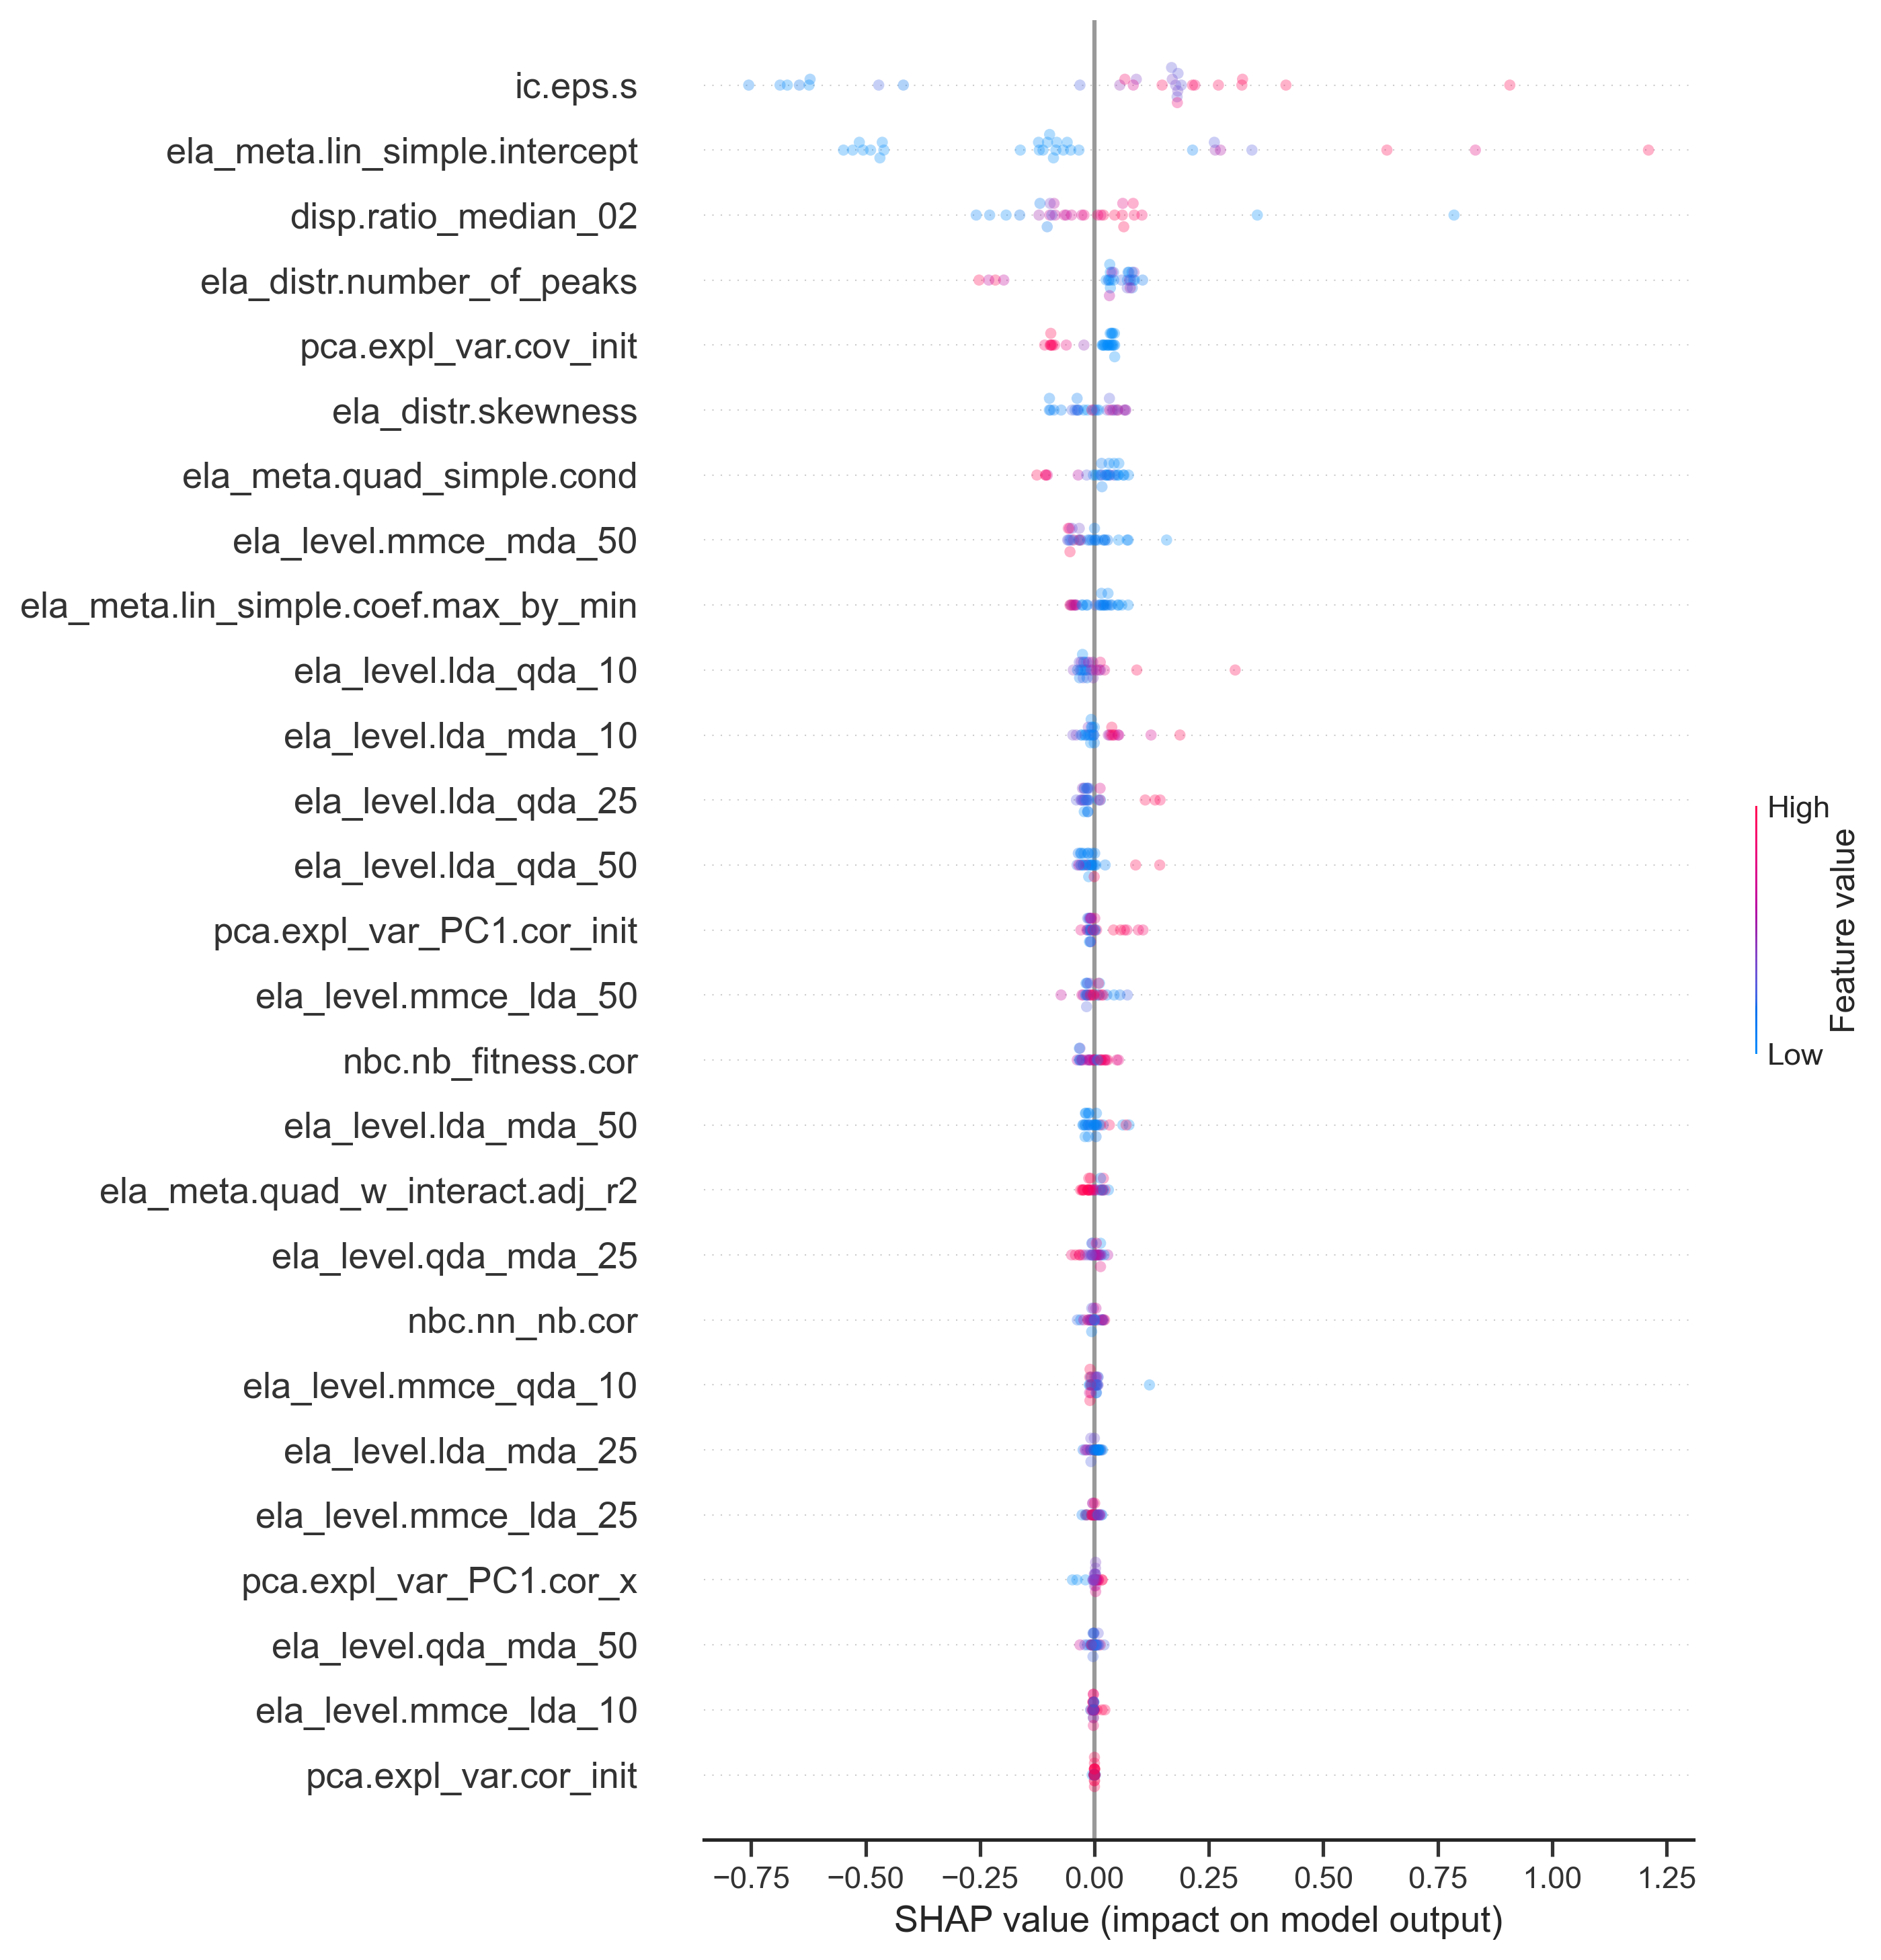 ic.eps.s
ela_meta.lin_simple.intercept
disp.ratio_median_02
ela_distr.number_of_peaks
pca.expl_var.cov_init
ela_distr.skewness
ela_meta.quad_simple.cond
ela_level.mmce_mda_50
ela_meta.lin_simple.coef.max_by_min
ela_level.lda_qda_10
ela_level.lda_mda_10
ela_level.lda_qda_25
ela_level.lda_qda_50
pca.expl_var_PC1.cor_init
ela_level.mmce_lda_50
nbc.nb_fitness.cor
ela_level.lda_mda_50
ela_meta.quad_w_interact.adj_r2
ela_level.qda_mda_25
nbc.nn_nb.cor
ela_level.mmce_qda_10
ela_level.lda_mda_25
ela_level.mmce_lda_25
pca.expl_var_PC1.cor_x
ela_level.qda_mda_50
ela_level.mmce_lda_10
pca.expl_var.cor_init
−0.75 −0.50 −0.25 0.00 0.25 0.50 0.75 1.00 1.25
SHAP value (impact on model output)
High
Feature value
Low